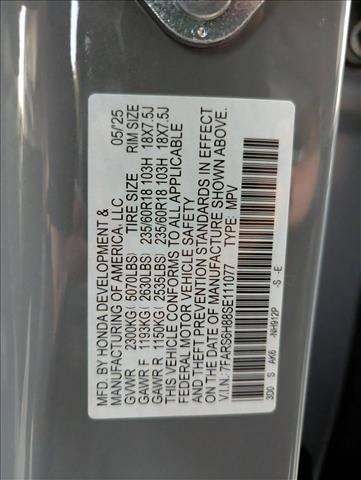 MFD. BY HONDA DEVELOPMENT & 05/'25
MANUFACTURING OF AMERICA, LLC
TIRE SIZE RIM SIZE
GVWR 2300KG ( 5070LBS)
GAWR F 1193KG ( 2630LBS) 235/60R18 103H 18X7.5J
GAWR R 1150KG ( 2535LBS) 235/60R18 103H 18X7.5J
THIS VEHICLE CONFORMS TO ALL APPLICABLE
FEDERAL MOTOR VEHICLE SAFETY
AND THEFT PREVENTION STANDARDS IN EFFECT
ON THE DATE OF MANUFACTURE SHOWN ABOVE.
V.I.N.: 7FARS6H88SE111077 TYPE: MPV
3D0 S AK6 -NH912P -S -E